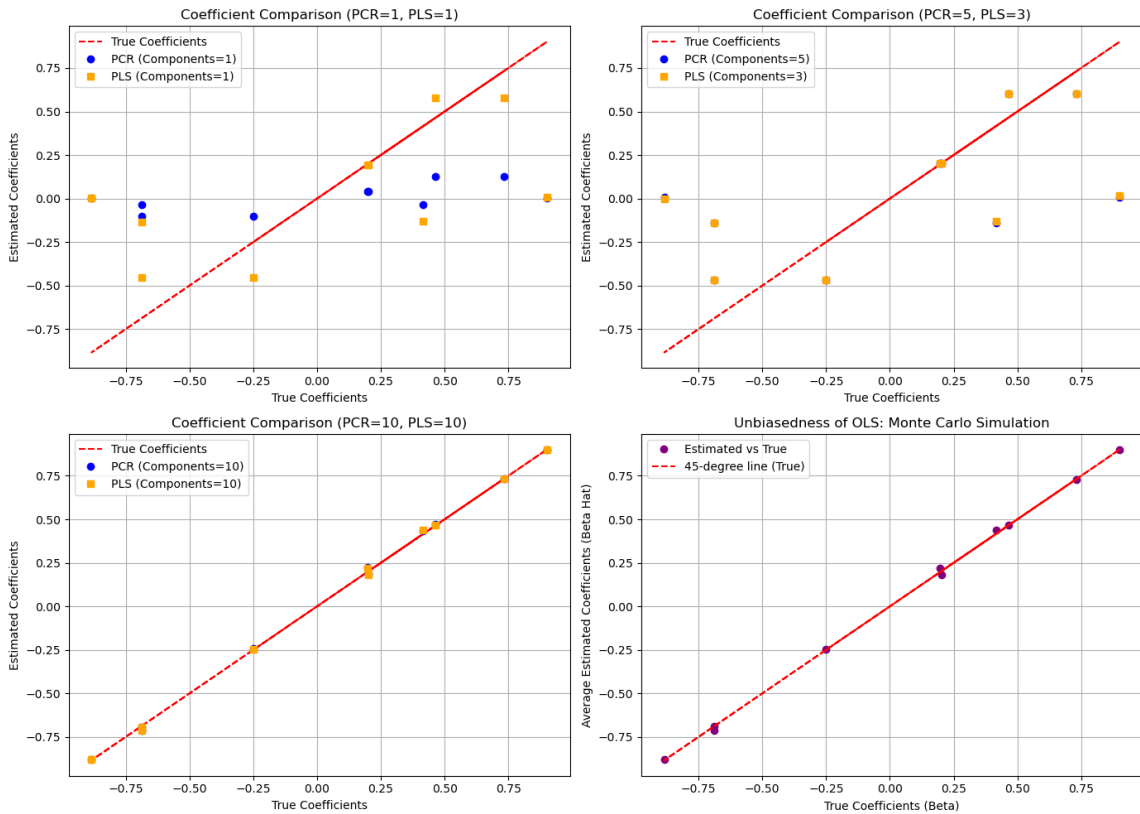 Coefficient Comparison (PCR=1, PLS=1)
True Coefficients
PCR (Components=1)
PLS (Components=1)
0.75
0.50
0.25
0.00
−0.25
−0.50
−0.75
Estimated Coefficients
−0.75
−0.50
−0.25
0.00
0.25
0.50
0.75
True Coefficients
Coefficient Comparison (PCR=5, PLS=3)
True Coefficients
PCR (Components=5)
PLS (Components=3)
0.75
0.50
0.25
0.00
−0.25
−0.50
−0.75
Estimated Coefficients
−0.75
−0.50
−0.25
0.00
0.25
0.50
0.75
True Coefficients
Coefficient Comparison (PCR=10, PLS=10)
True Coefficients
PCR (Components=10)
PLS (Components=10)
0.75
0.50
0.25
0.00
−0.25
−0.50
−0.75
Estimated Coefficients
−0.75
−0.50
−0.25
0.00
0.25
0.50
0.75
True Coefficients
Unbiasedness of OLS: Monte Carlo Simulation
Estimated vs True
45-degree line (True)
0.75
0.50
0.25
0.00
−0.25
−0.50
−0.75
Average Estimated Coefficients (Beta Hat)
−0.75
−0.50
−0.25
0.00
0.25
0.50
0.75
True Coefficients (Beta)